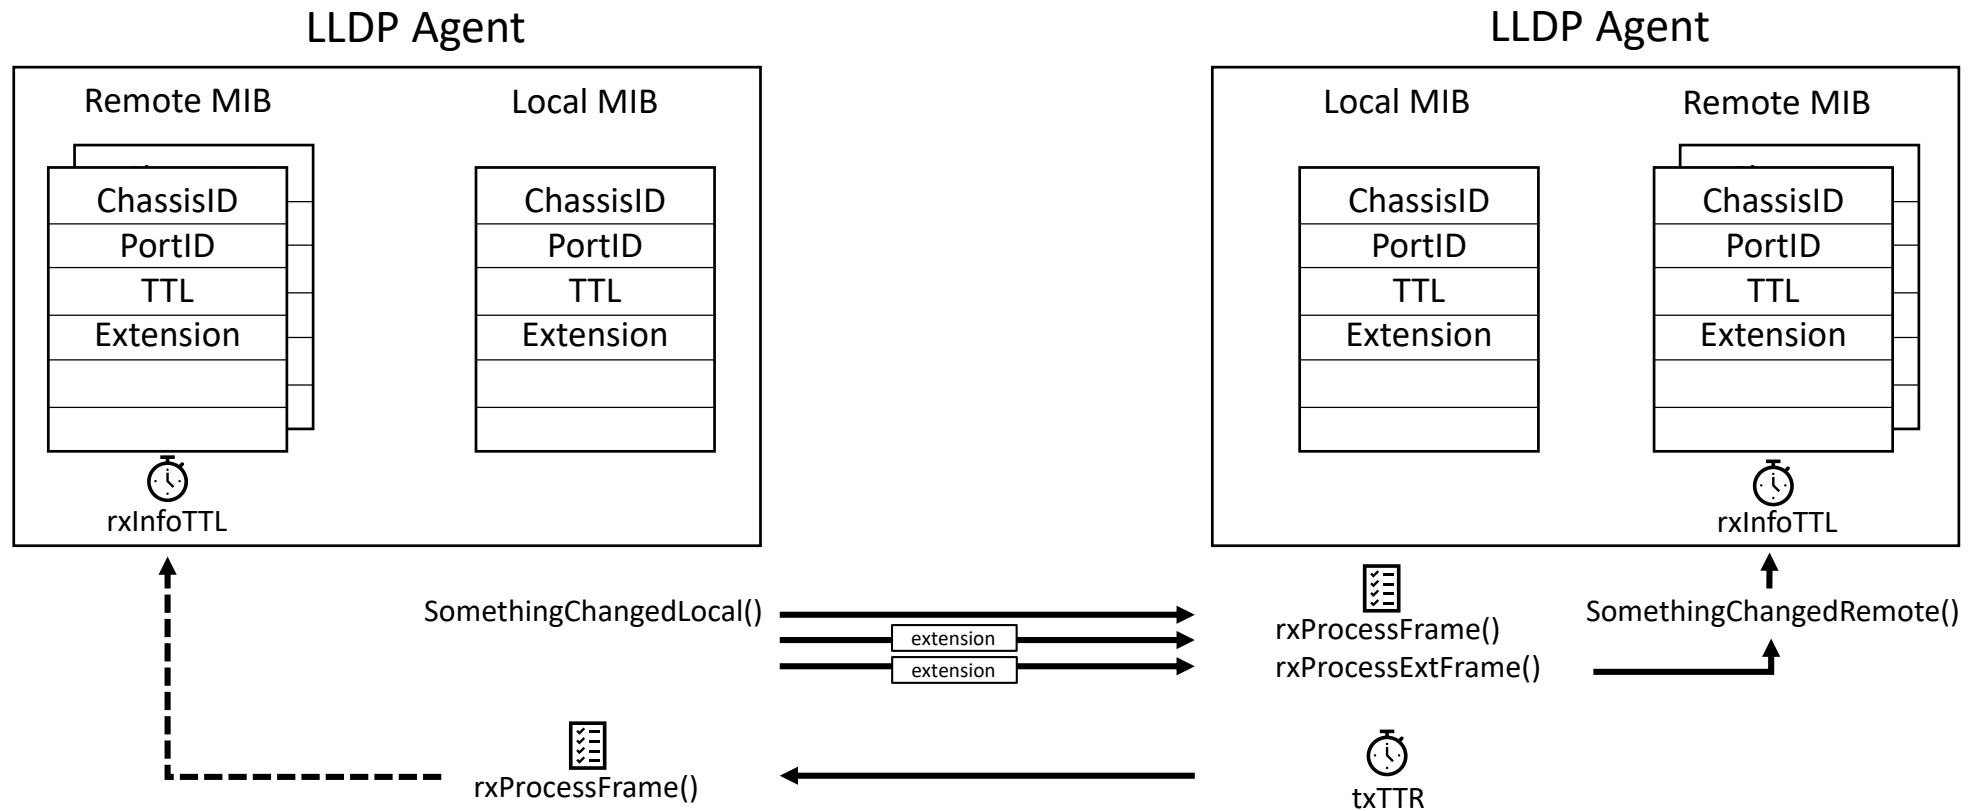 LLDP Agent
Remote MIB
Local MIB
ChassisID
PortID
TTL
Extension
ChassisID
PortID
TTL
Extension
rxInfoTTL
LLDP Agent
Local MIB
Remote MIB
ChassisID
PortID
TTL
Extension
ChassisID
PortID
TTL
Extension
rxInfoTTL
SomethingChangedLocal()
extension
extension
rxProcessFrame()
rxProcessExtFrame()
SomethingChangedRemote()
rxProcessFrame()
txTTR